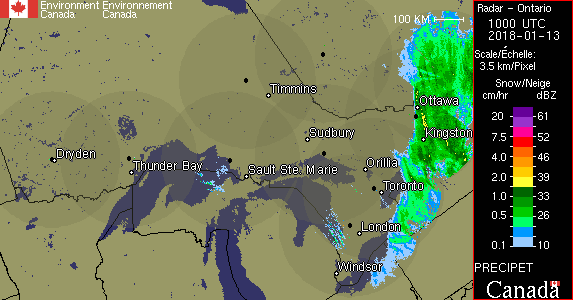 Environment Environnement
Canada Canada
100 KM
Timmins
Ottawa
Sudbury
Kingston
Dryden
Thunder Bay
Sault Ste. Marie
Orillia
Toronto
London
Windsor
Radar - Ontario
1000 UTC
2018-01-13
Scale/Échelle:
3.5 km/Pixel
Snow/Neige
cm/hr dBZ
20 61
7.5 52
4.0 46
2.0 39
1.0 33
0.5 26
0.1 10
PRECIPET
Canada